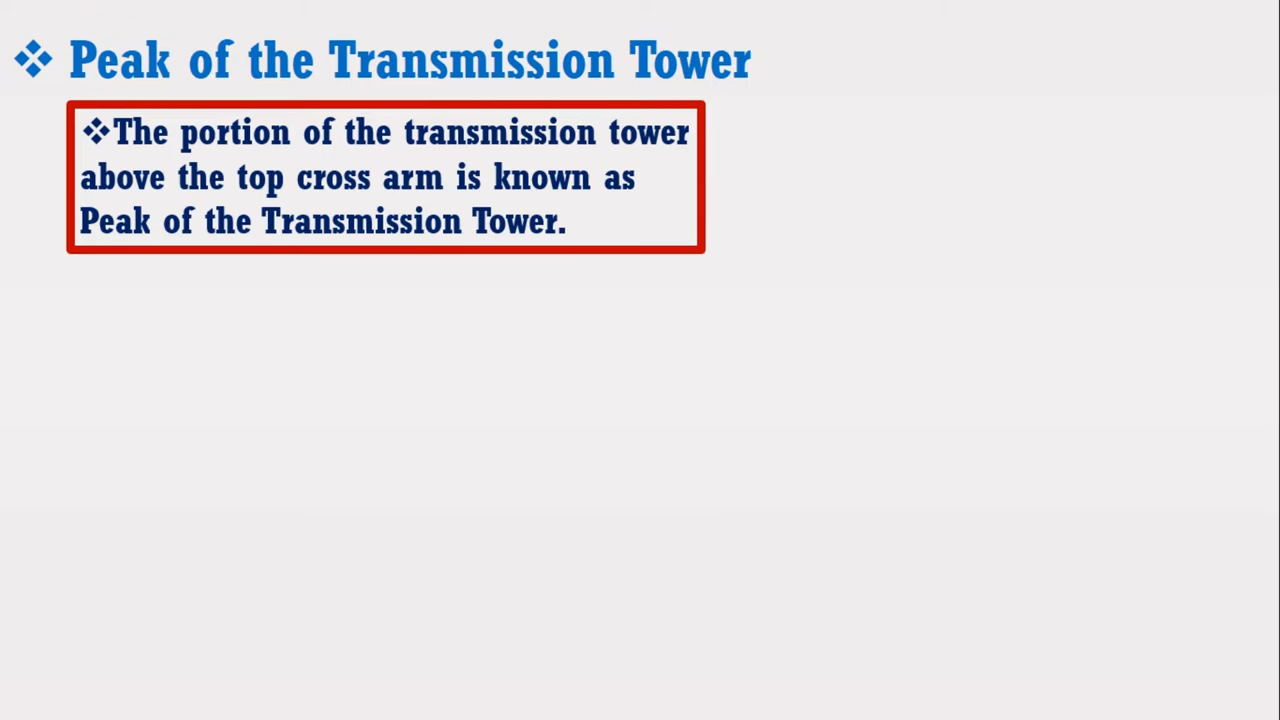 ❖ Peak of the Transmission Tower
❖The portion of the transmission tower
above the top cross arm is known as
Peak of the Transmission Tower.